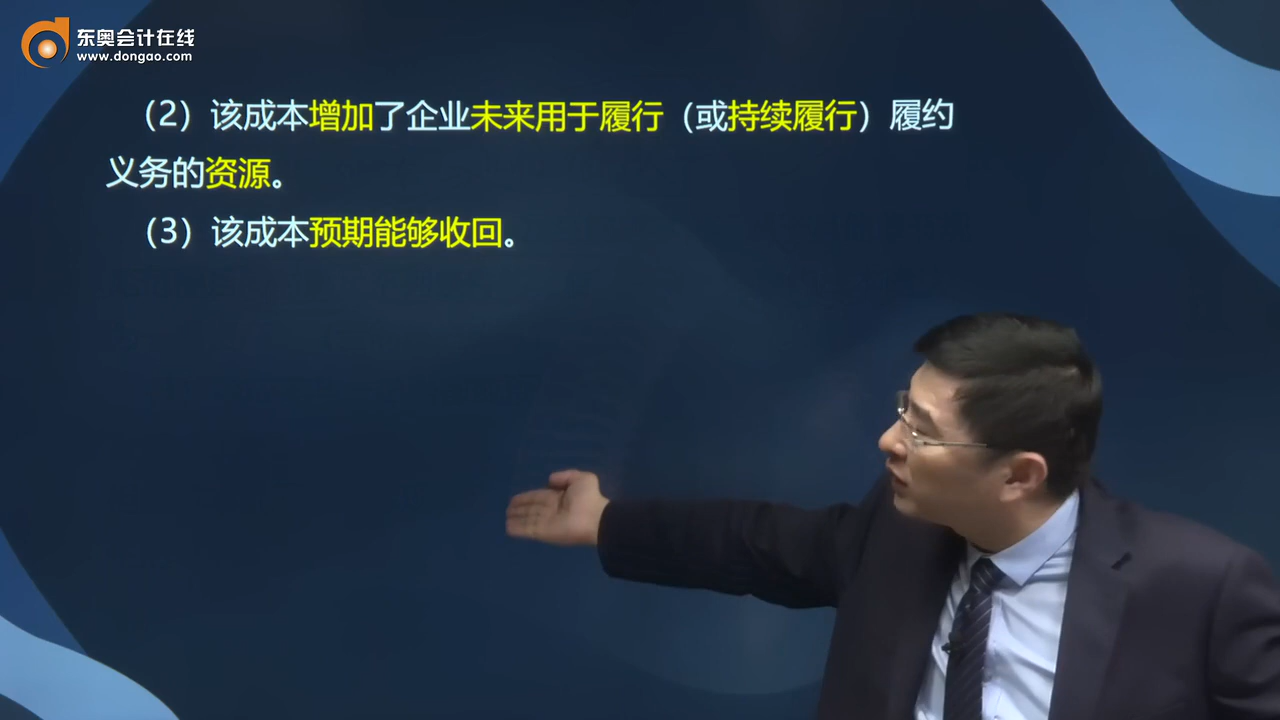 东奥会计在线
www.dongao.com
（2）该成本增加了企业未来用于履行（或持续履行）履约
义务的资源。
（3）该成本预期能够收回。